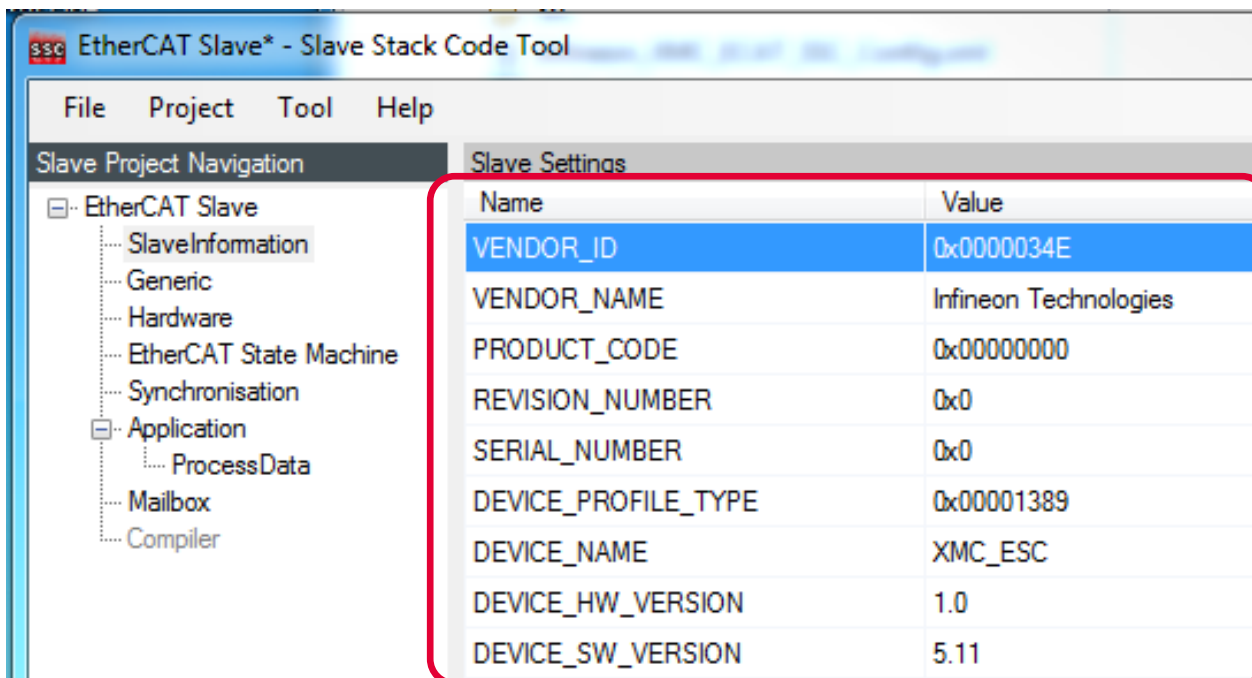 ssc EtherCAT Slave* - Slave Stack Code Tool
File Project Tool Help
Slave Project Navigation
EtherCAT Slave
SlaveInformation
Generic
Hardware
EtherCAT State Machine
Synchronisation
Application
ProcessData
Mailbox
Compiler
Slave Settings
Name Value
VENDOR_ID 0x0000034E
VENDOR_NAME Infineon Technologies
PRODUCT_CODE 0x00000000
REVISION_NUMBER 0x0
SERIAL_NUMBER 0x0
DEVICE_PROFILE_TYPE 0x00001389
DEVICE_NAME XMC_ESC
DEVICE_HW_VERSION 1.0
DEVICE_SW_VERSION 5.11